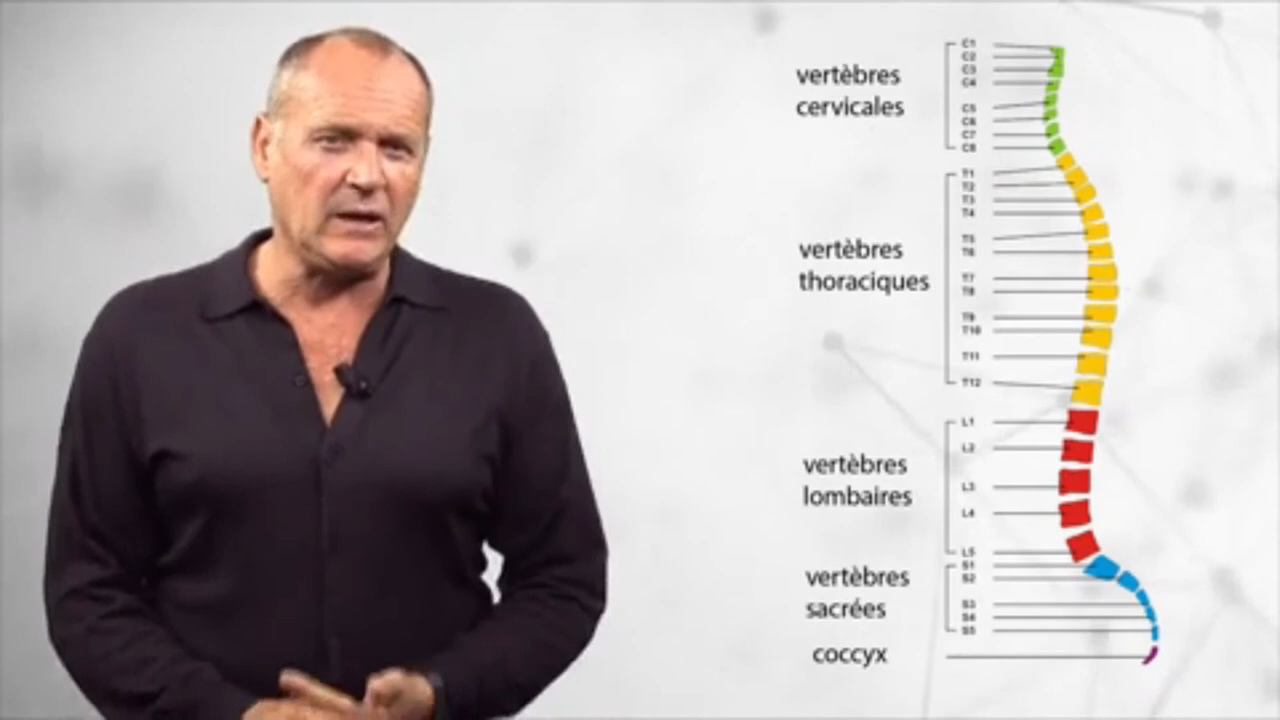 vertèbres
cervicales
C1
C2
C3
C4
C5
C6
C7
C8
vertèbres
thoraciques
T1
T2
T3
T4
T5
T6
T7
T8
T9
T10
T11
T12
vertèbres
lombaires
L1
L2
L3
L4
L5
vertèbres
sacrées
S1
S2
S3
S4
S5
coccyx